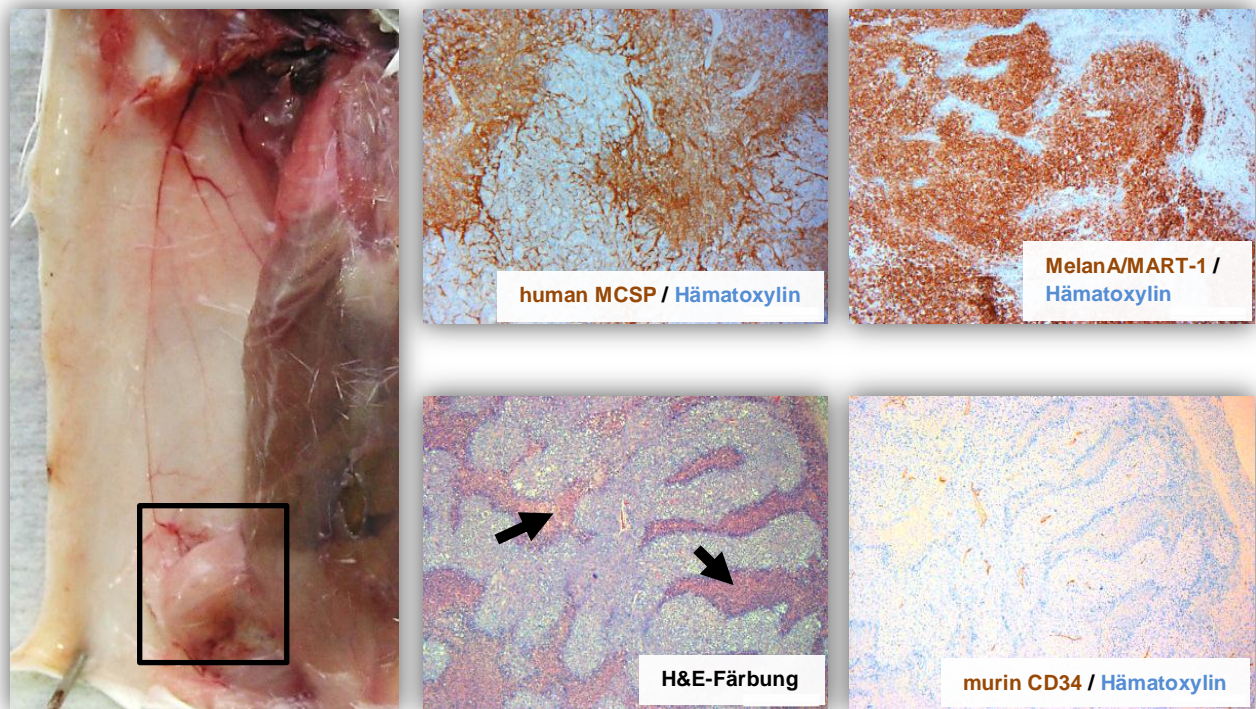 human MCSP / Hämatoxylin
MelanA/MART-1 /
Hämatoxylin
H&E-Färbung
murin CD34 / Hämatoxylin